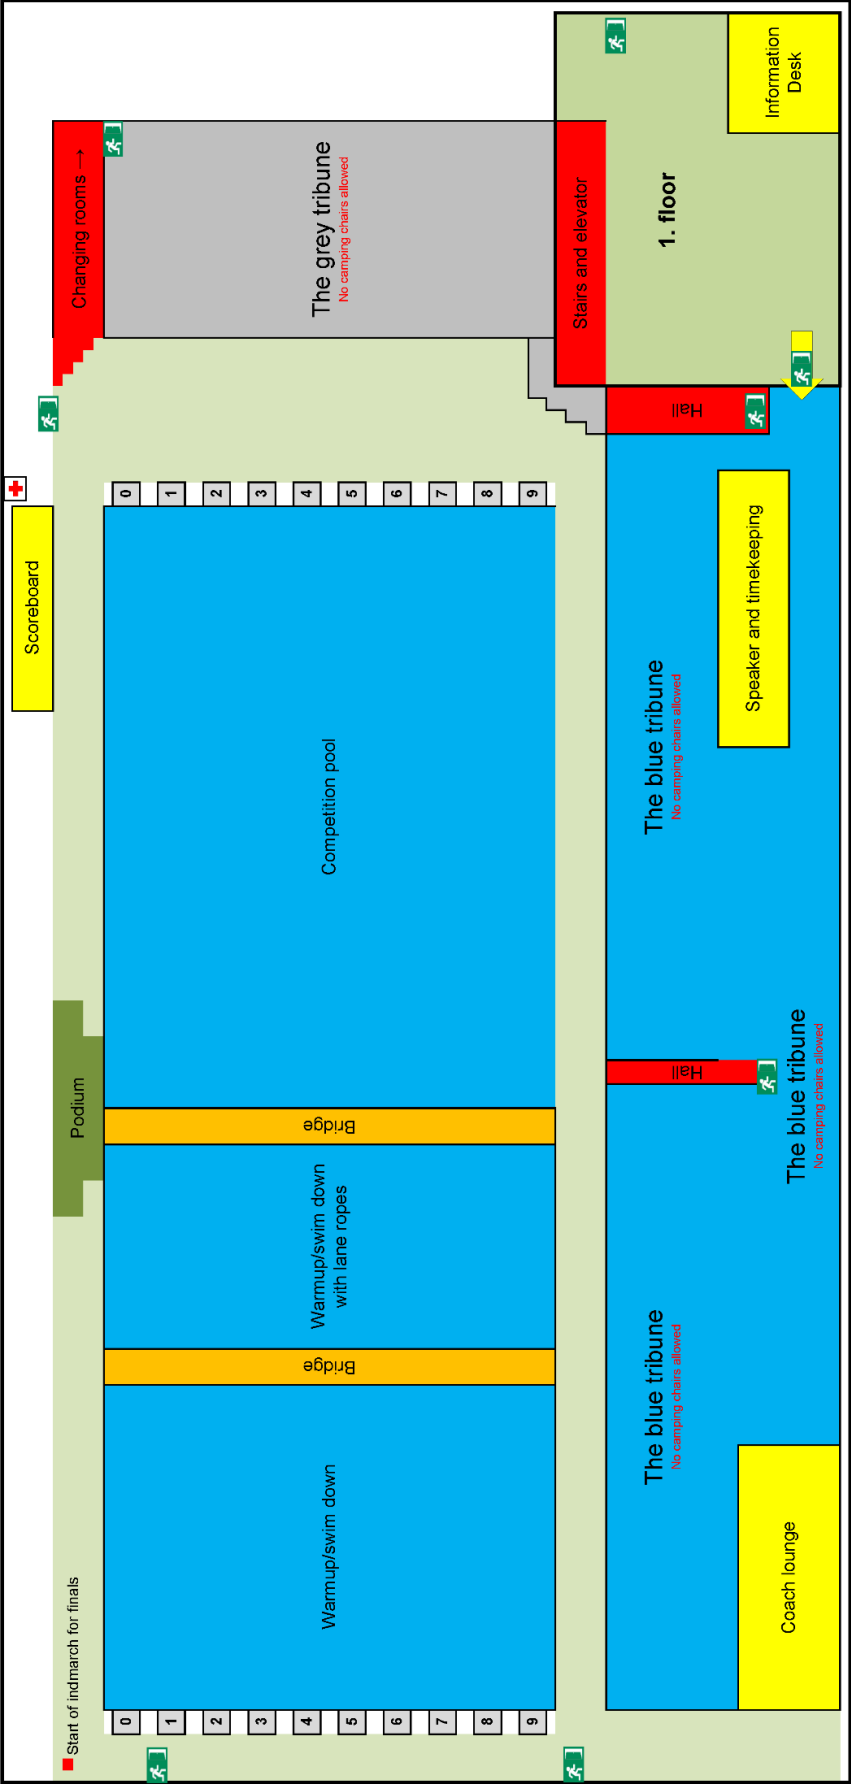 Information
Desk
1. floor
Stairs and elevator
Changing rooms →
The grey tribune
No camping chairs allowed
Hall
Scoreboard
0
1
2
3
4
5
6
7
8
9
Speaker and timekeeping
Competition pool
The blue tribune
No camping chairs allowed
Podium
Hall
Bridge
The blue tribune
No camping chairs allowed
Warmup/swim down
with lane ropes
Bridge
The blue tribune
No camping chairs allowed
Warmup/swim down
Coach lounge
Start of indmarch for finals
0
1
2
3
4
5
6
7
8
9